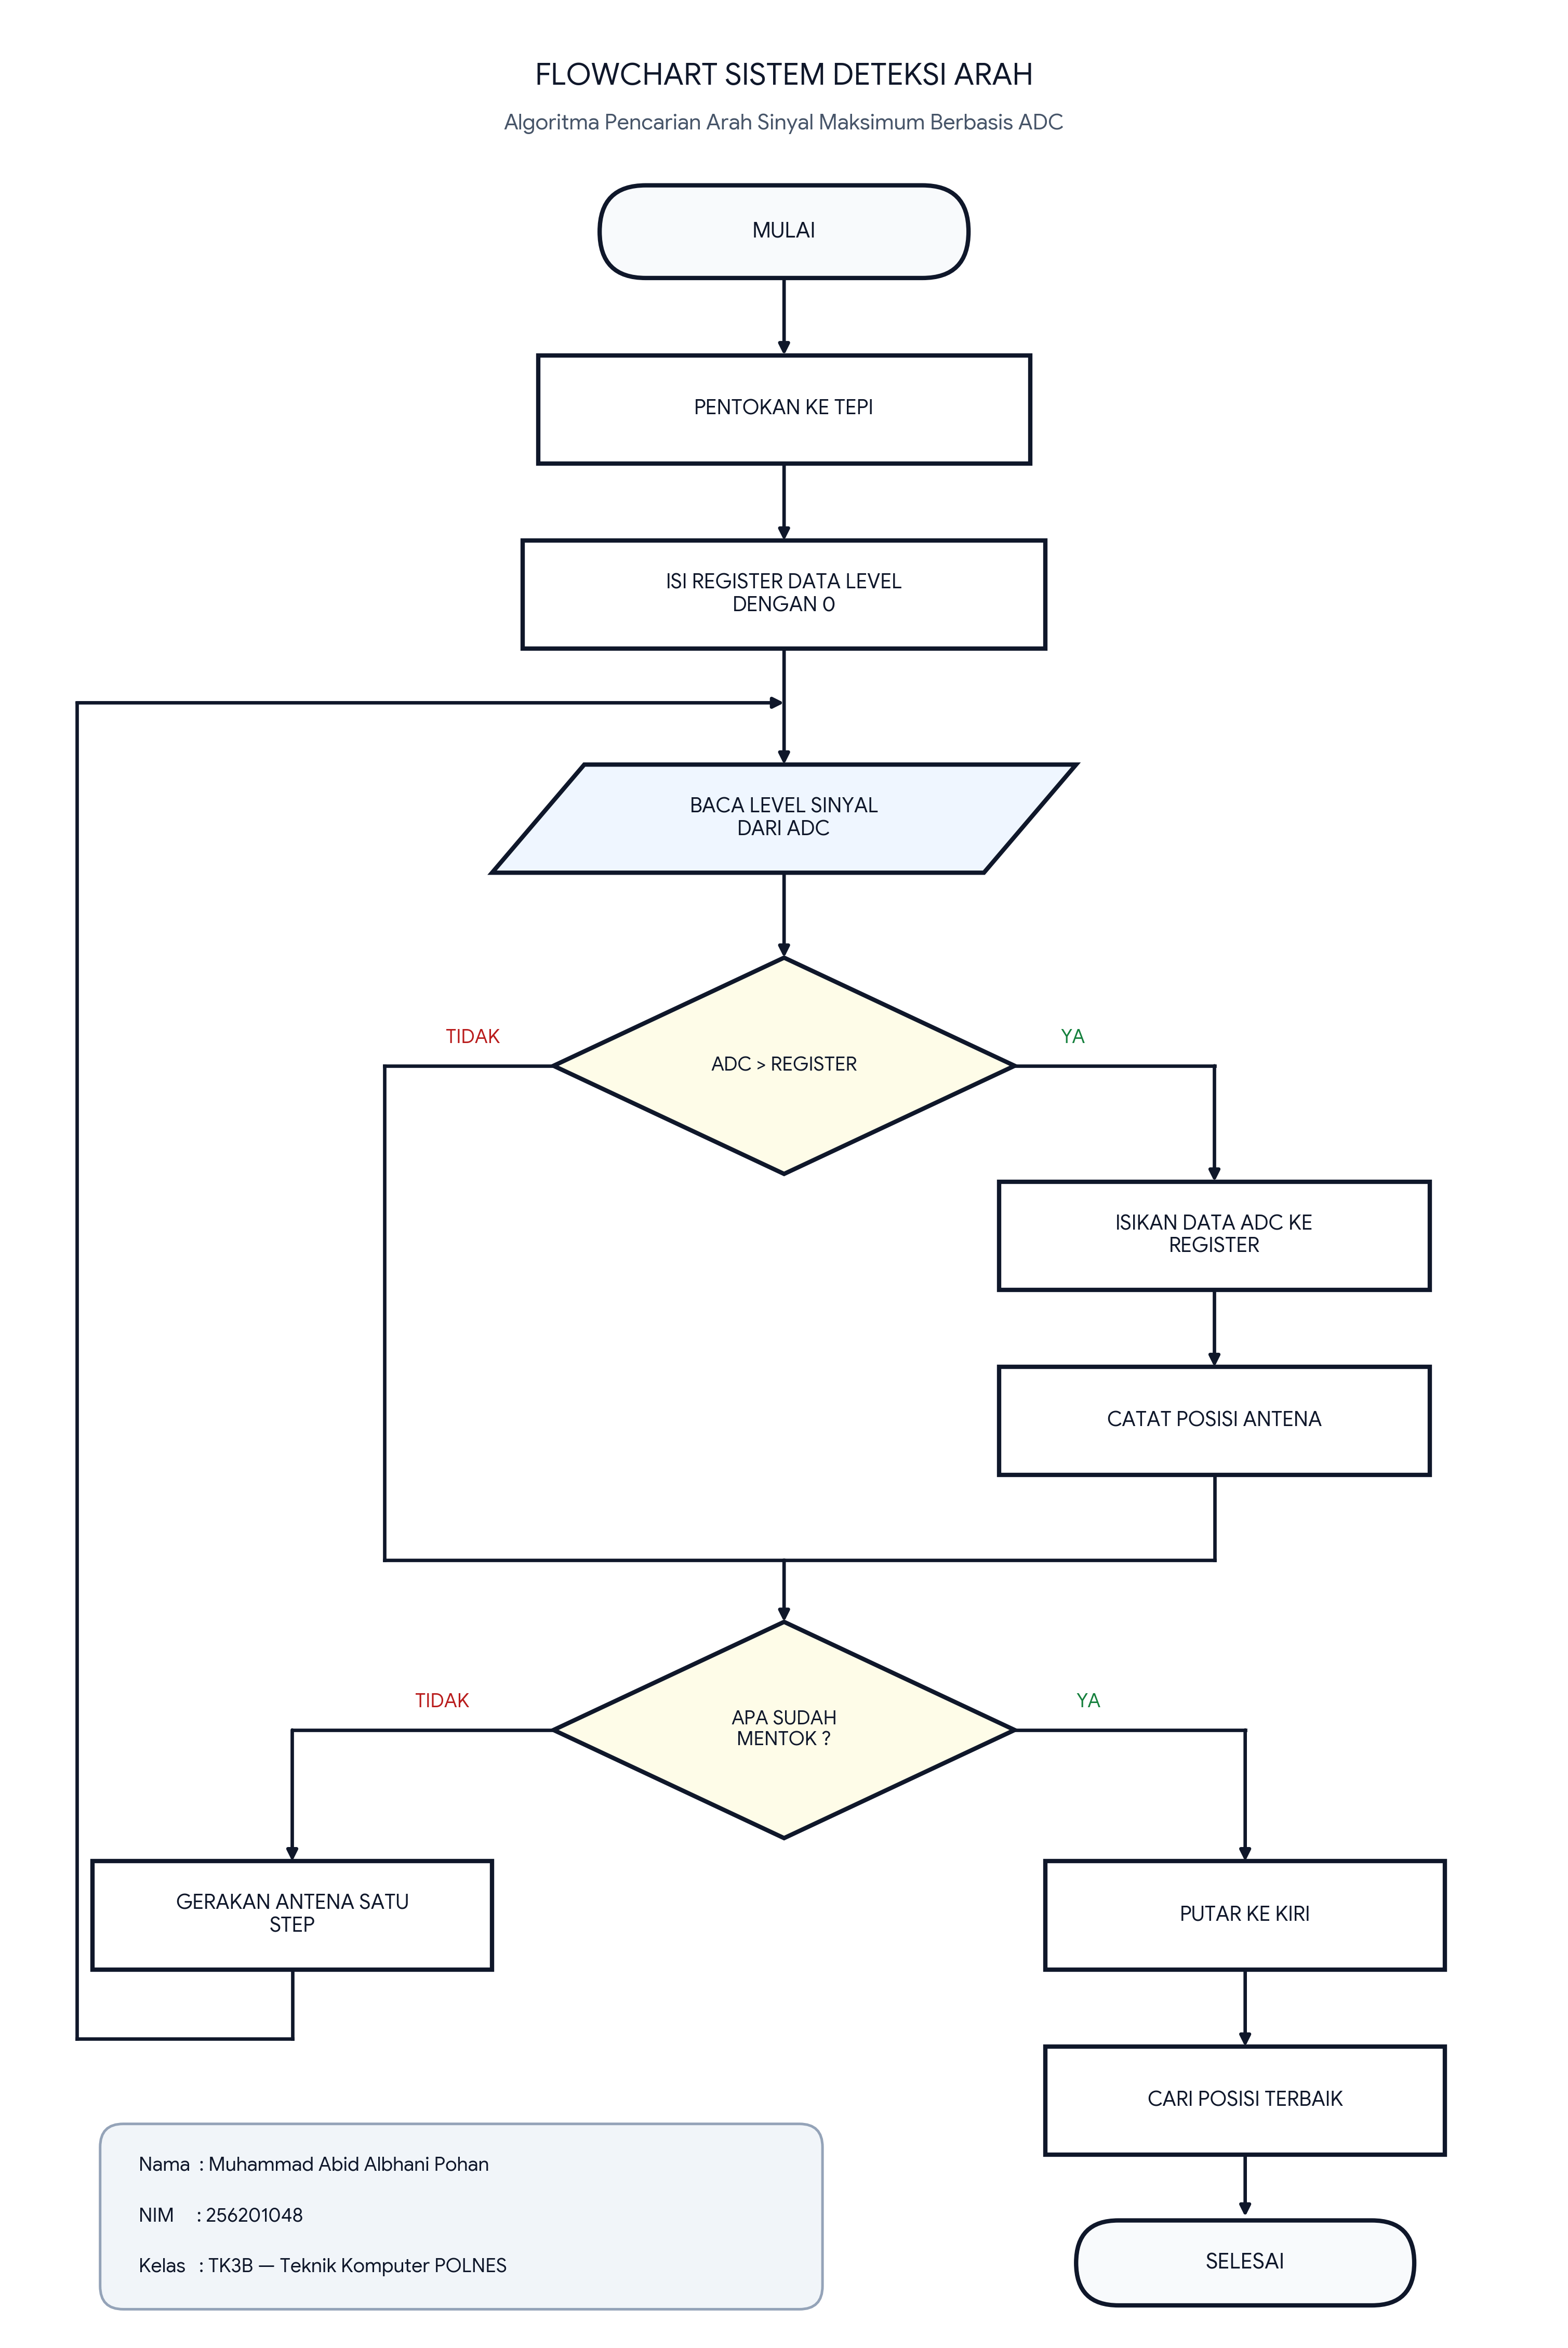 FLOWCHART SISTEM DETEKSI ARAH
Algoritma Pencarian Arah Sinyal Maksimum Berbasis ADC
MULAI
PENTOKAN KE TEPI
ISI REGISTER DATA LEVEL
DENGAN 0
BACA LEVEL SINYAL
DARI ADC
TIDAK
ADC > REGISTER
YA
ISIKAN DATA ADC KE
REGISTER
CATAT POSISI ANTENA
TIDAK
APA SUDAH
MENTOK ?
YA
GERAKAN ANTENA SATU
STEP
PUTAR KE KIRI
CARI POSISI TERBAIK
SELESAI
Nama : Muhammad Abid Albhani Pohan
NIM : 256201048
Kelas : TK3B — Teknik Komputer POLNES